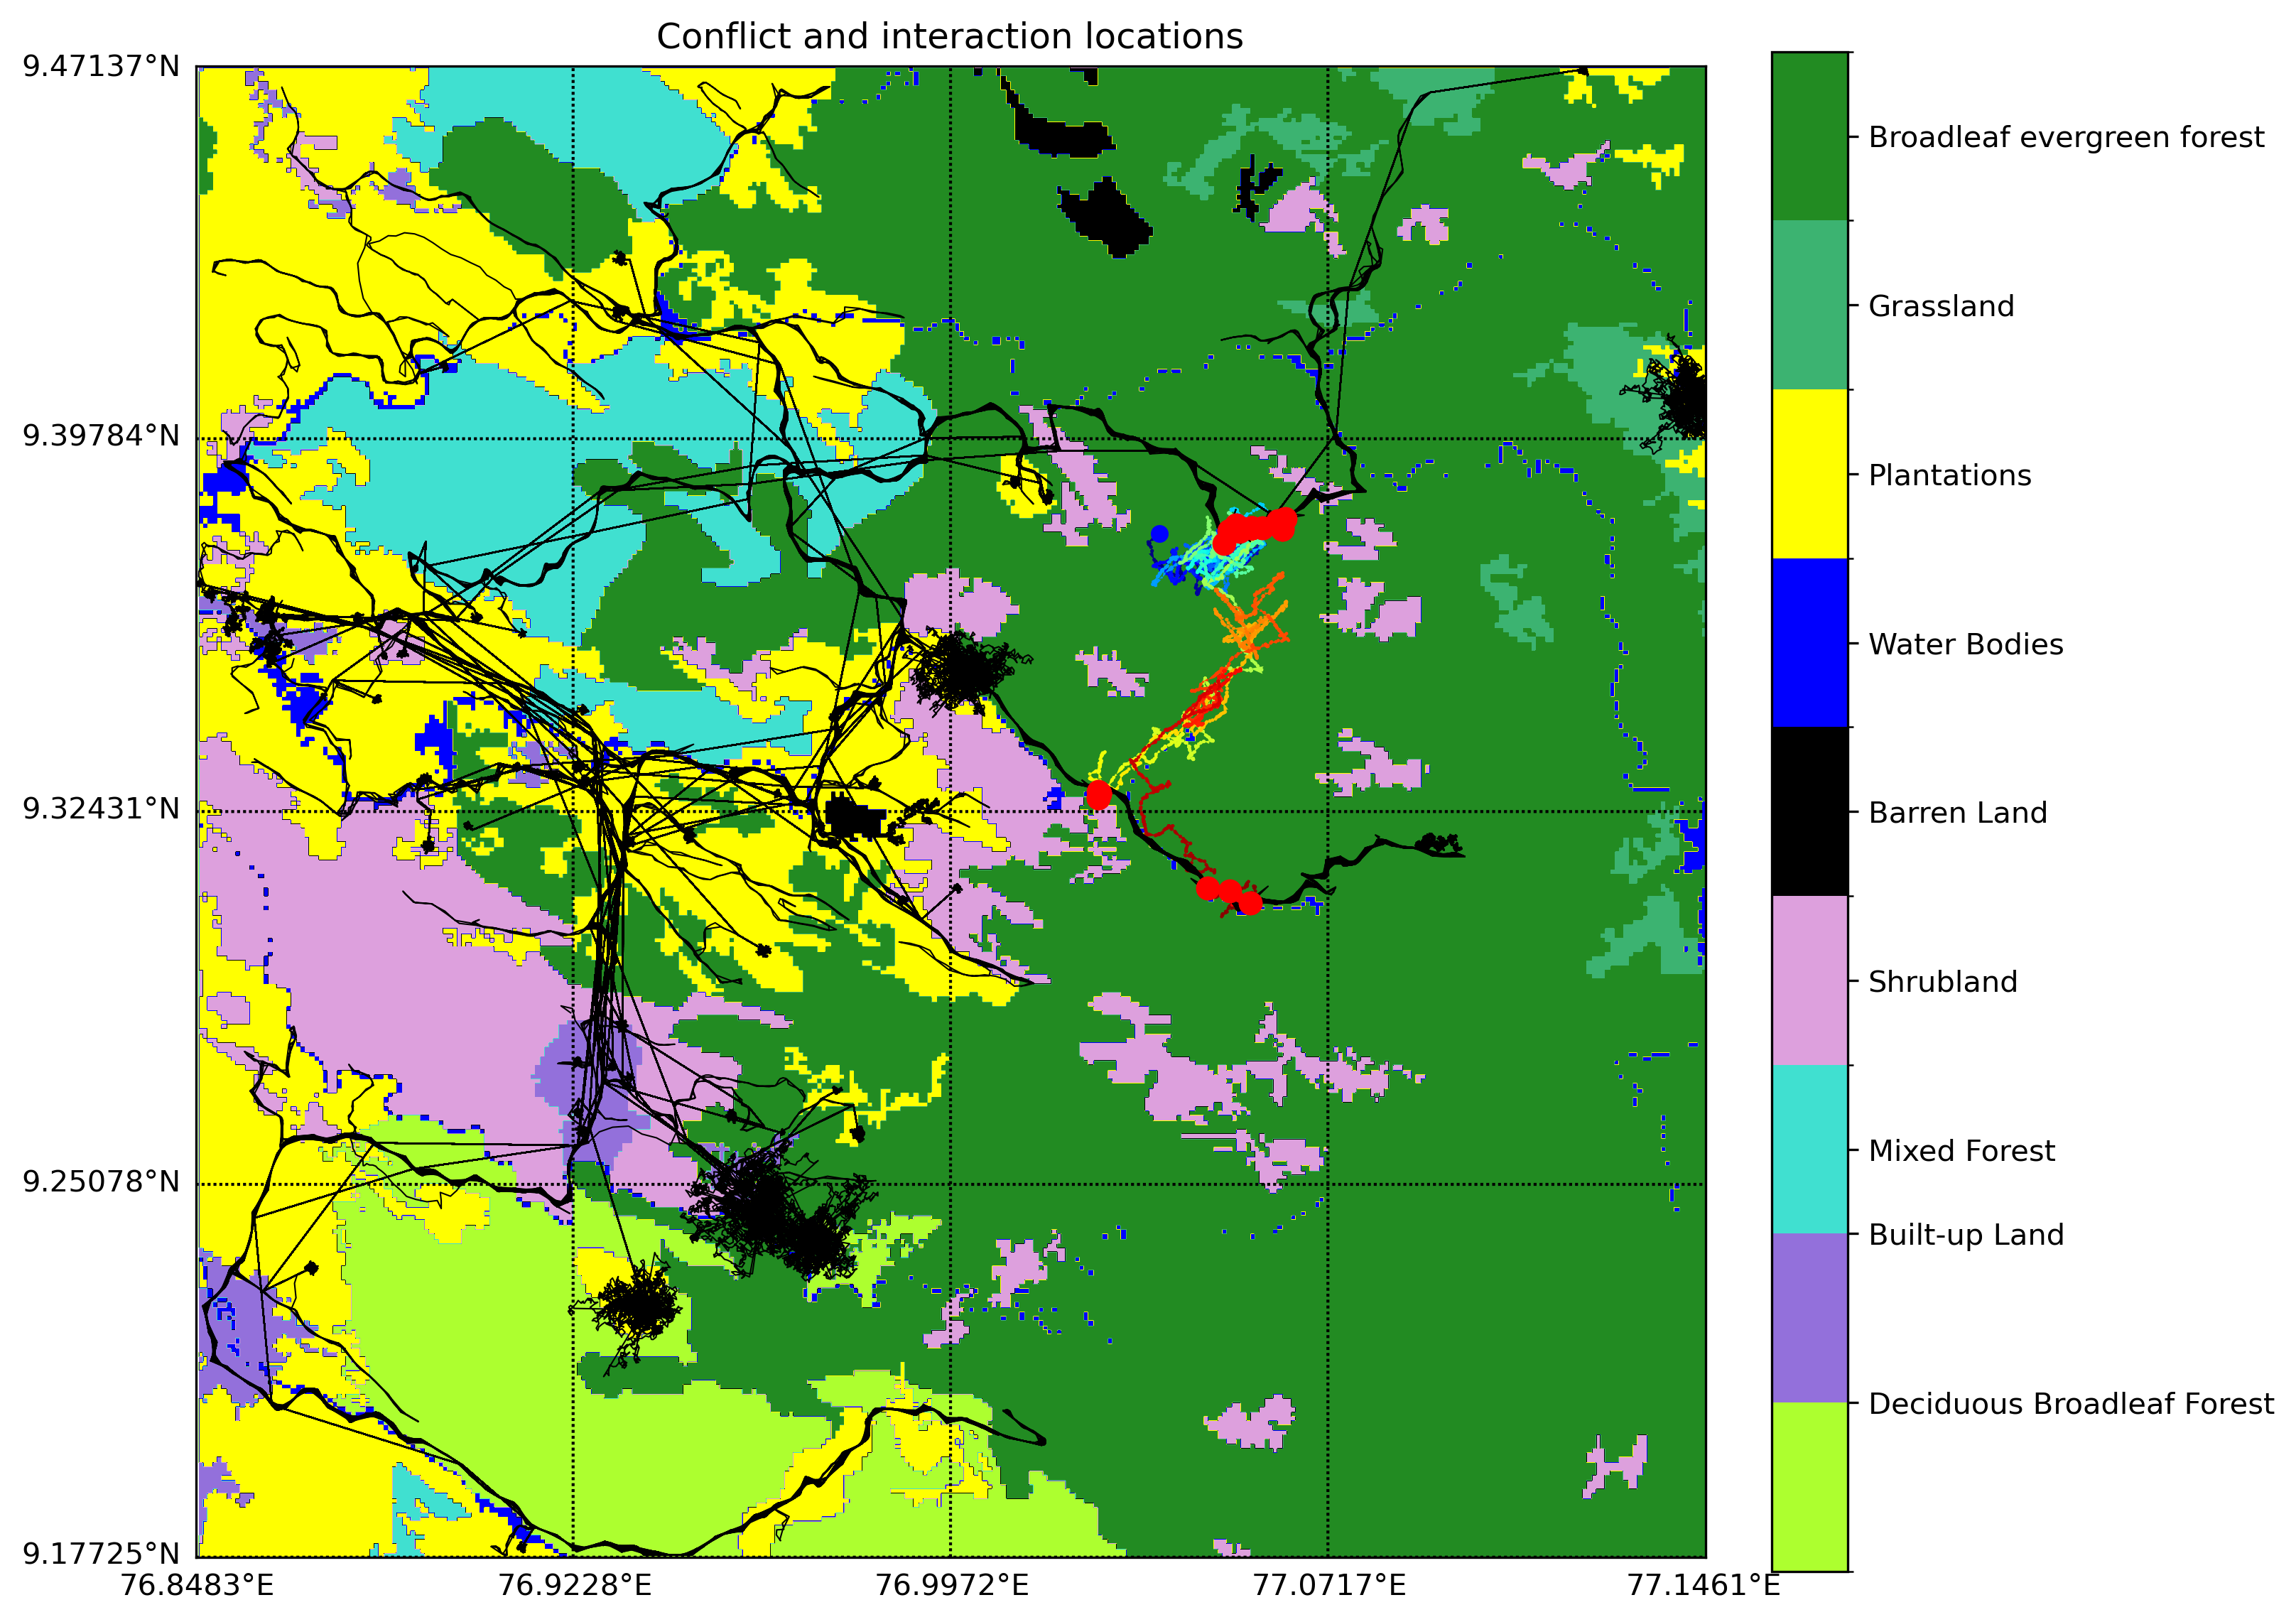 Conflict and interaction locations
9.47137°N
9.39784°N
9.32431°N
9.25078°N
9.17725°N
76.8483°E
76.9228°E
76.9972°E
77.0717°E
77.1461°E
Broadleaf evergreen forest
Grassland
Plantations
Water Bodies
Barren Land
Shrubland
Mixed Forest
Built-up Land
Deciduous Broadleaf Forest